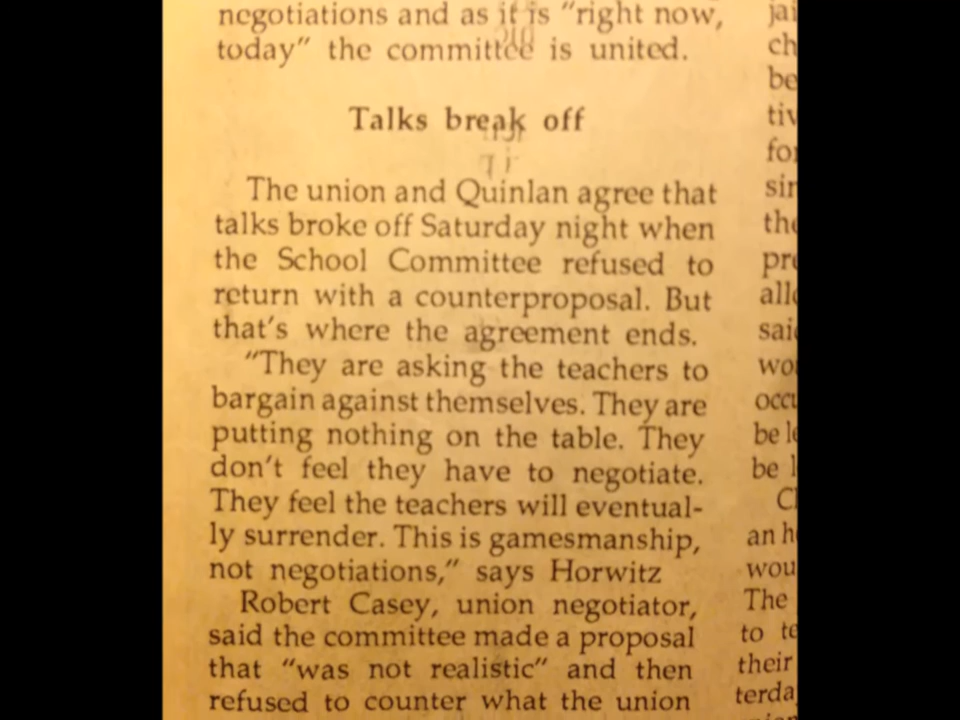 negotiations and as it is "right now,
today" the committee is united.
Talks break off
The union and Quinlan agree that
talks broke off Saturday night when
the School Committee refused to
return with a counterproposal. But
that's where the agreement ends.
"They are asking the teachers to
bargain against themselves. They are
putting nothing on the table. They
don't feel they have to negotiate.
They feel the teachers will eventual-
ly surrender. This is gamesmanship,
not negotiations," says Horwitz
Robert Casey, union negotiator,
said the committee made a proposal
that "was not realistic" and then
refused to counter what the union
an
The
to
their